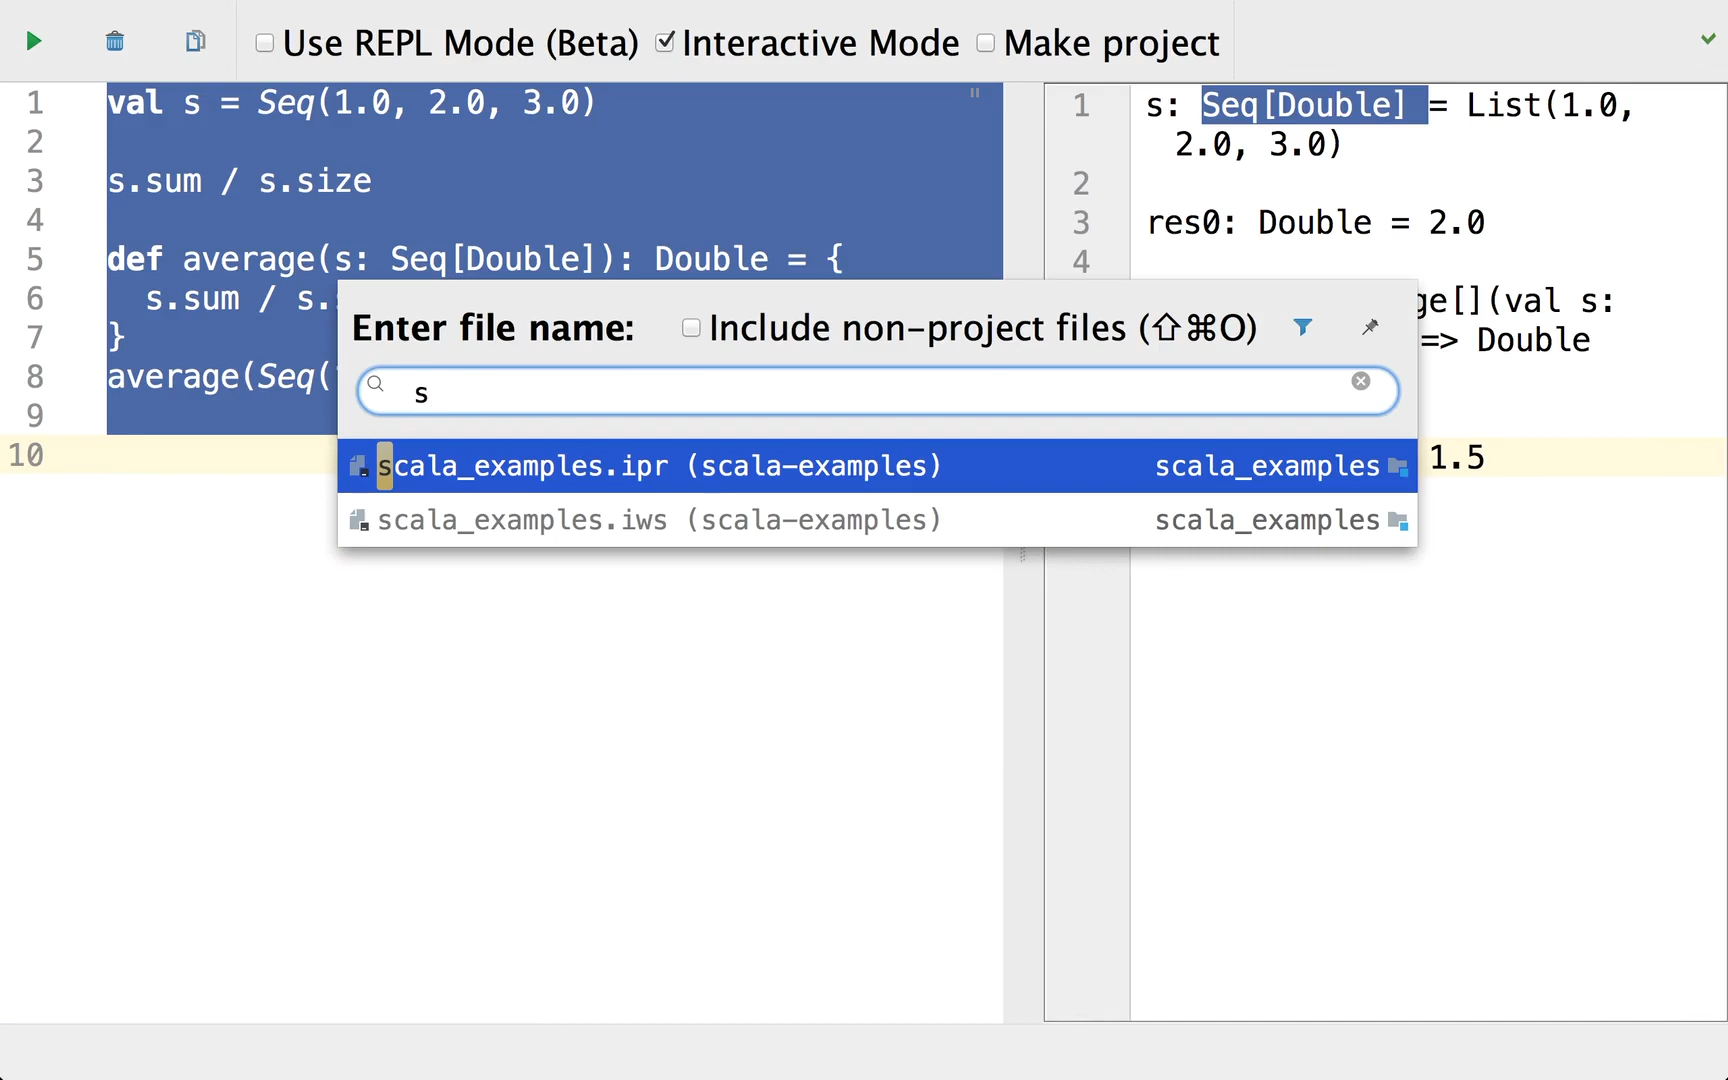 Use REPL Mode (Beta) Interactive Mode Make project
1 val s = Seq(1.0, 2.0, 3.0)
2
3 s.sum / s.size
4
5 def average(s: Seq[Double]): Double = {
6 s.sum / s.
7 }
8 average(Seq(
9
10
1 s: Seq[Double] = List(1.0,
2.0, 3.0)
2
3 res0: Double = 2.0
4
ge[](val s:
=> Double
1.5
Enter file name: Include non-project files (⇧⌘O)
s
scala_examples.ipr (scala-examples) scala_examples
scala_examples.iws (scala-examples) scala_examples